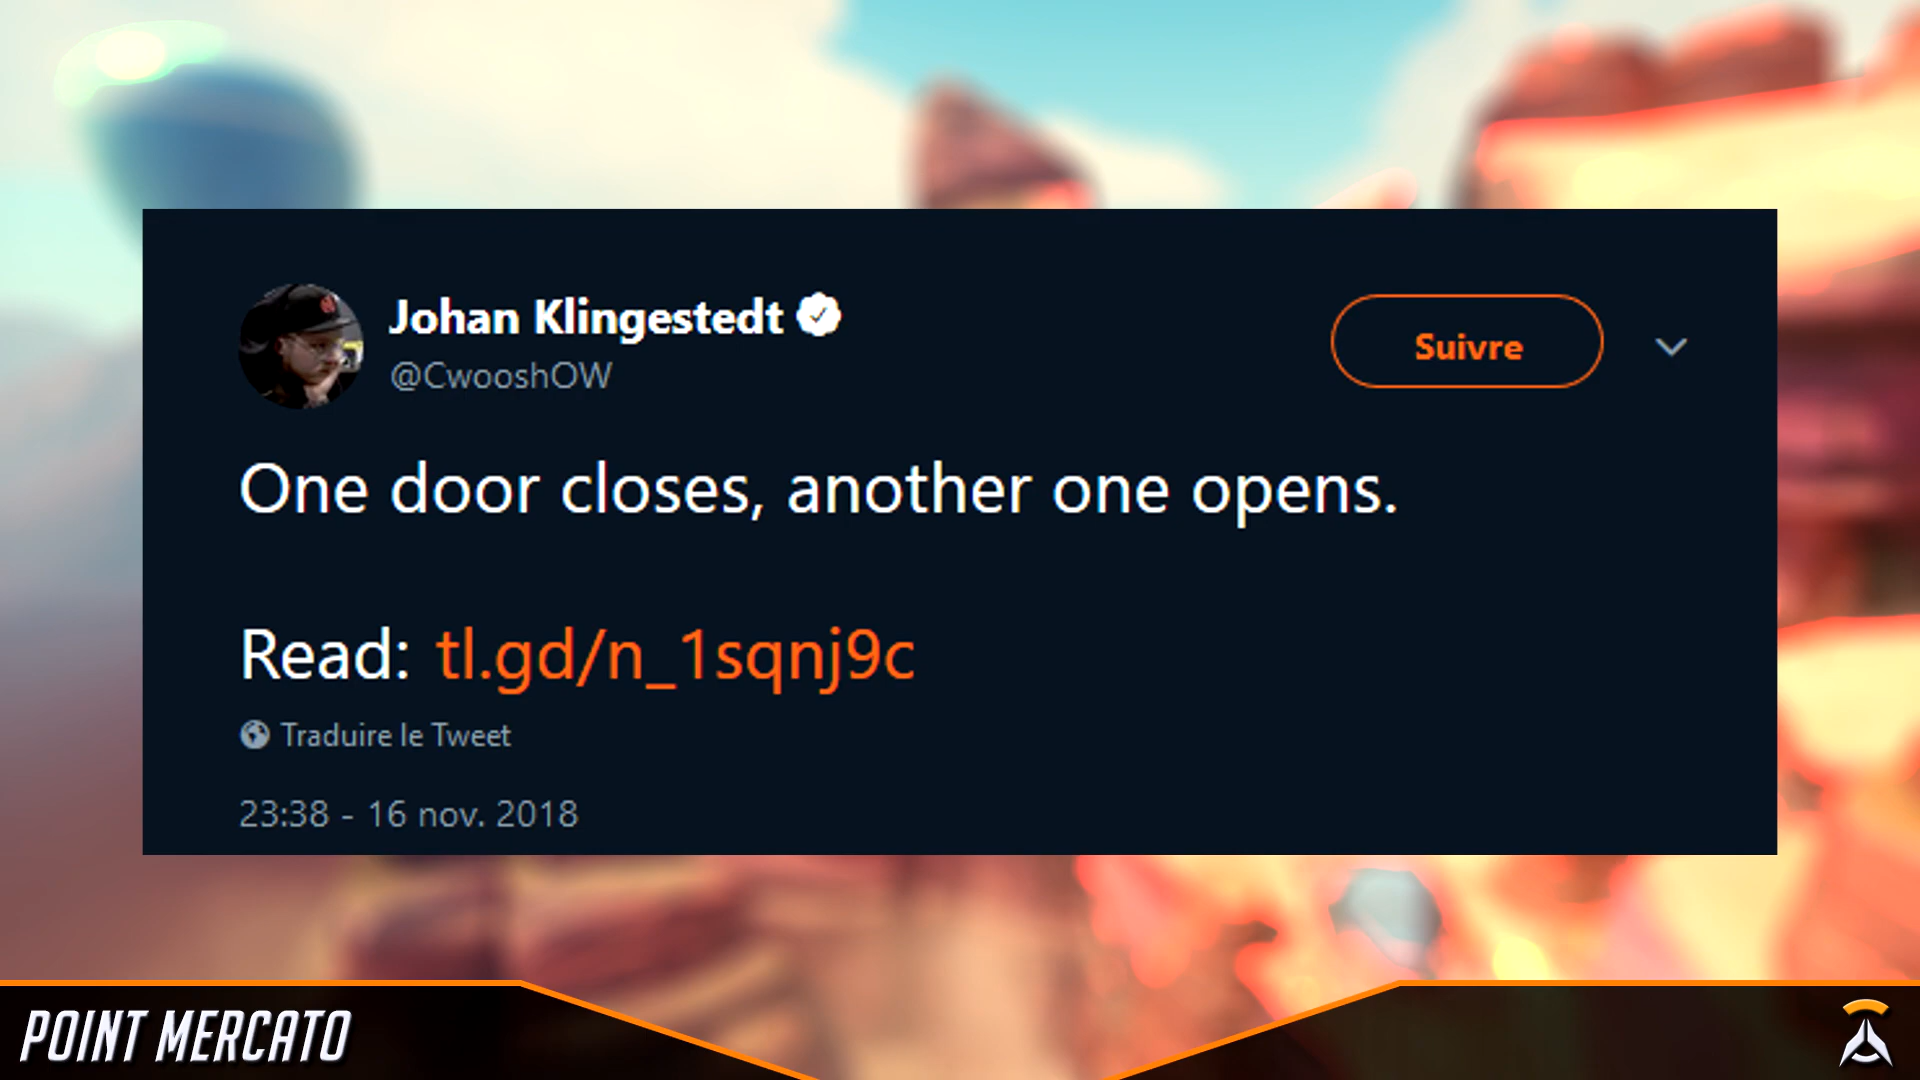 Johan Klingestedt
@CwooshOW
Suivre
One door closes, another one opens.
Read: tl.gd/n_1sqnj9c
Traduire le Tweet
23:38 - 16 nov. 2018
POINT MERCATO